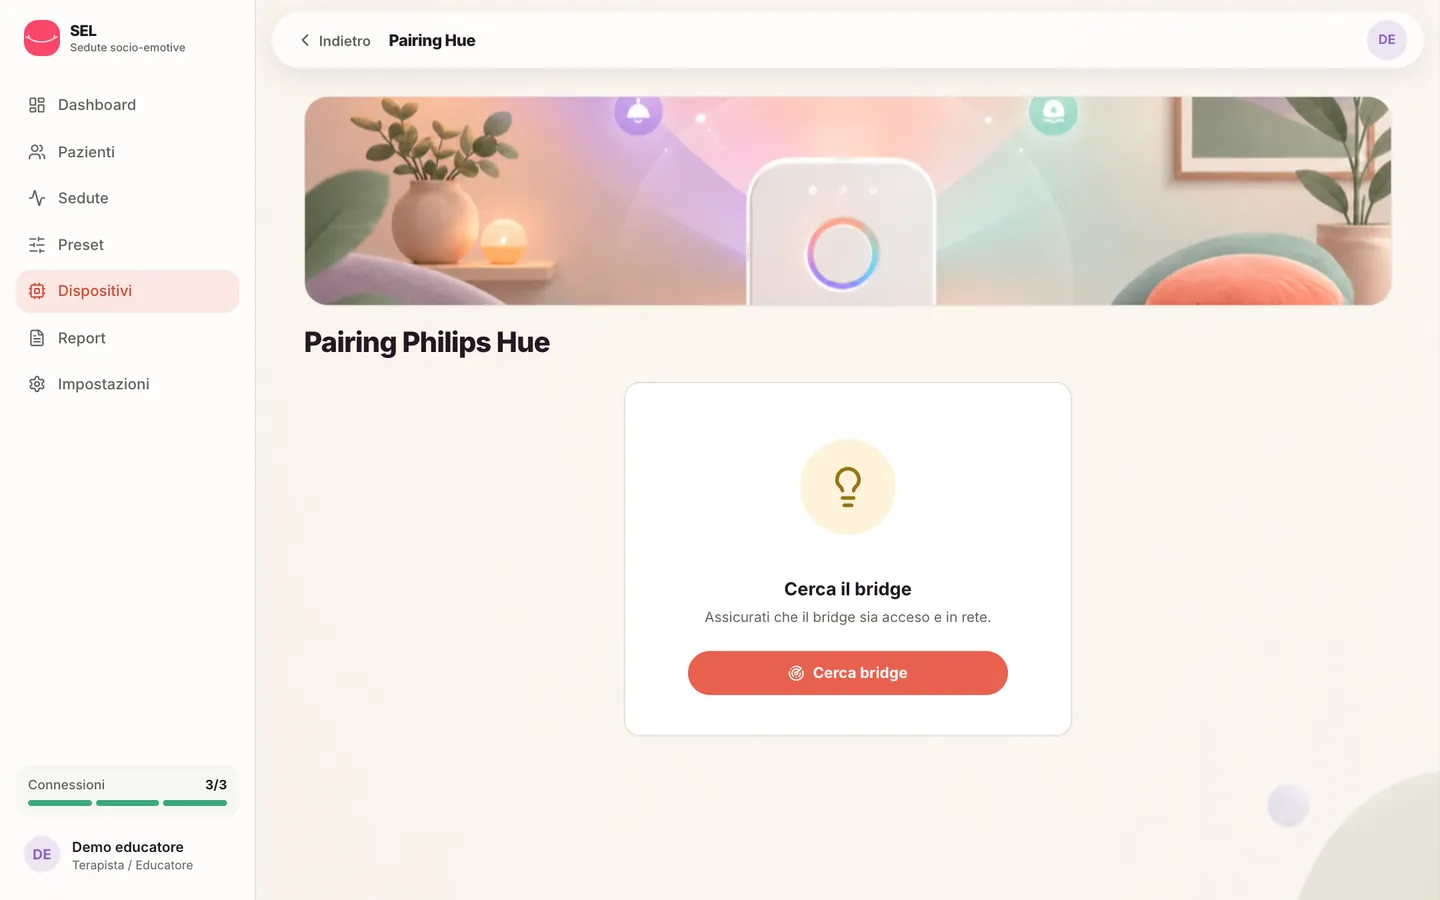 SEL
Sedute socio-emotive
Dashboard
Pazienti
Sedute
Preset
Dispositivi
Report
Impostazioni
Connessioni 3/3
DE
Demo educatore
Terapista / Educatore
Indietro
Pairing Hue
DE
Pairing Philips Hue
Cerca il bridge
Assicurati che il bridge sia acceso e in rete.
Cerca bridge